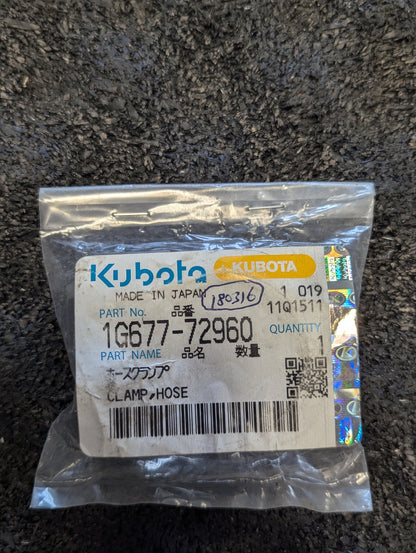 Kubota KUBOTA
MADE IN JAPAN 180316 1 019
PART No. 品番 11Q1511
1G677-72960 QUANTITY
PART NAME 品名 数量 1
ホースクランプ
CLAMP,HOSE